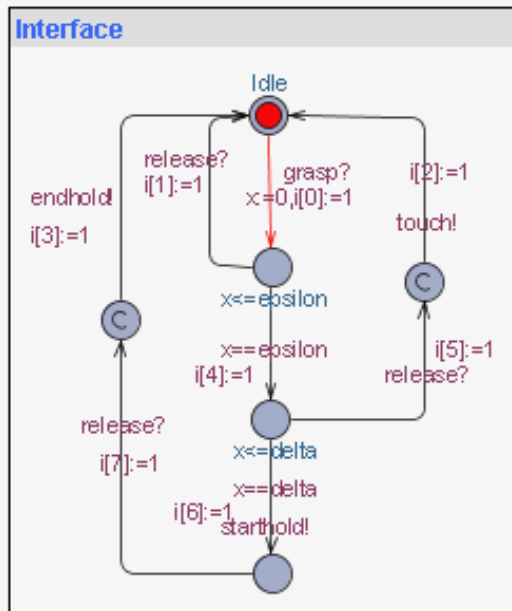 Interface
Idle
release?
i[1]:=1
grasp?
x:=0,i[0]:=1
i[2]:=1
endhold!
i[3]:=1
touch!
x<=epsilon
C
C
x==epsilon
i[4]:=1
i[5]:=1
release?
x<=delta
release?
i[7]:=1
x==delta
i[6]:=1
starthold!